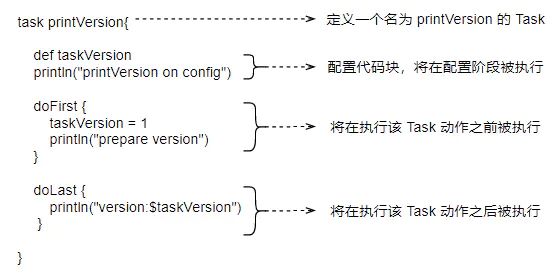 task printVersion{ 定义一个名为 printVersion 的 Task
def taskVersion
println("printVersion on config") 配置代码块，将在配置阶段被执行
doFirst {
taskVersion = 1
println("prepare version") 将在执行该 Task 动作之前被执行
}
doLast {
println("version:$taskVersion") 将在执行该 Task 动作之后被执行
}
}